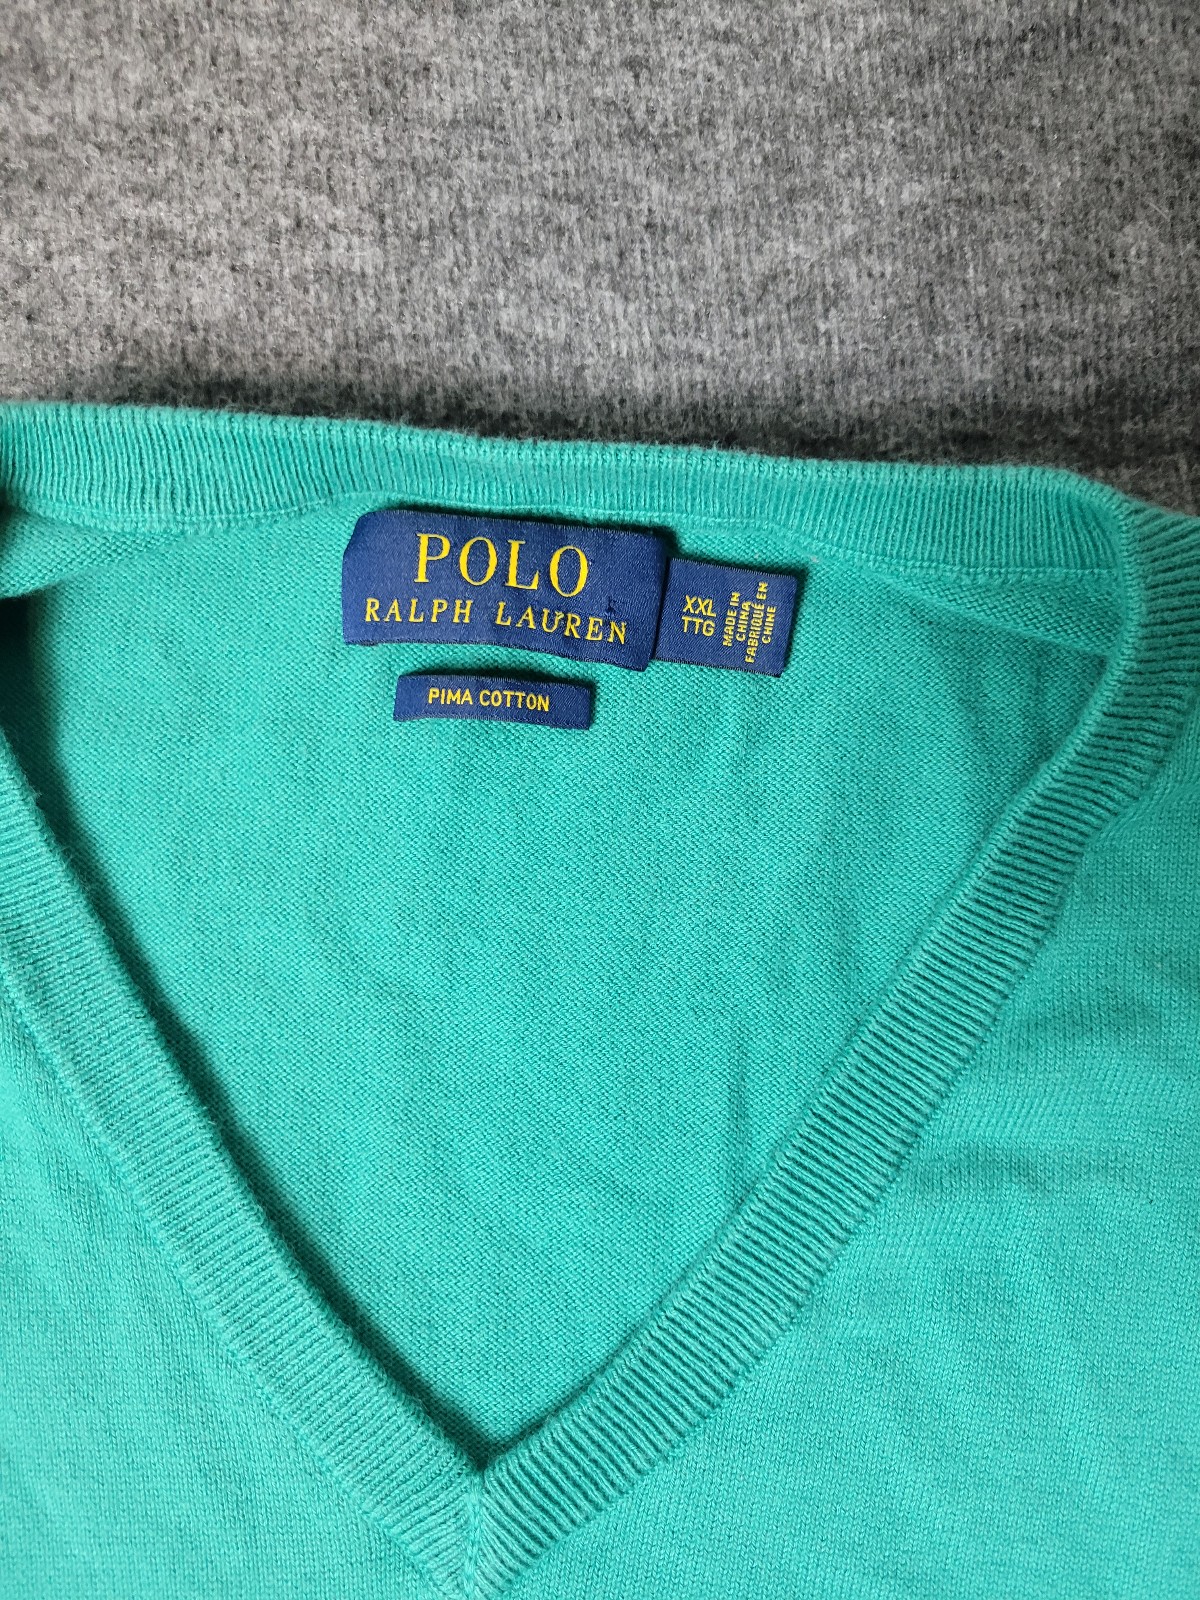 POLO
RALPH LAUREN
XXL
TTG
MADE IN
CHINA
FABRIQUÉ EN
CHINE
PIMA COTTON